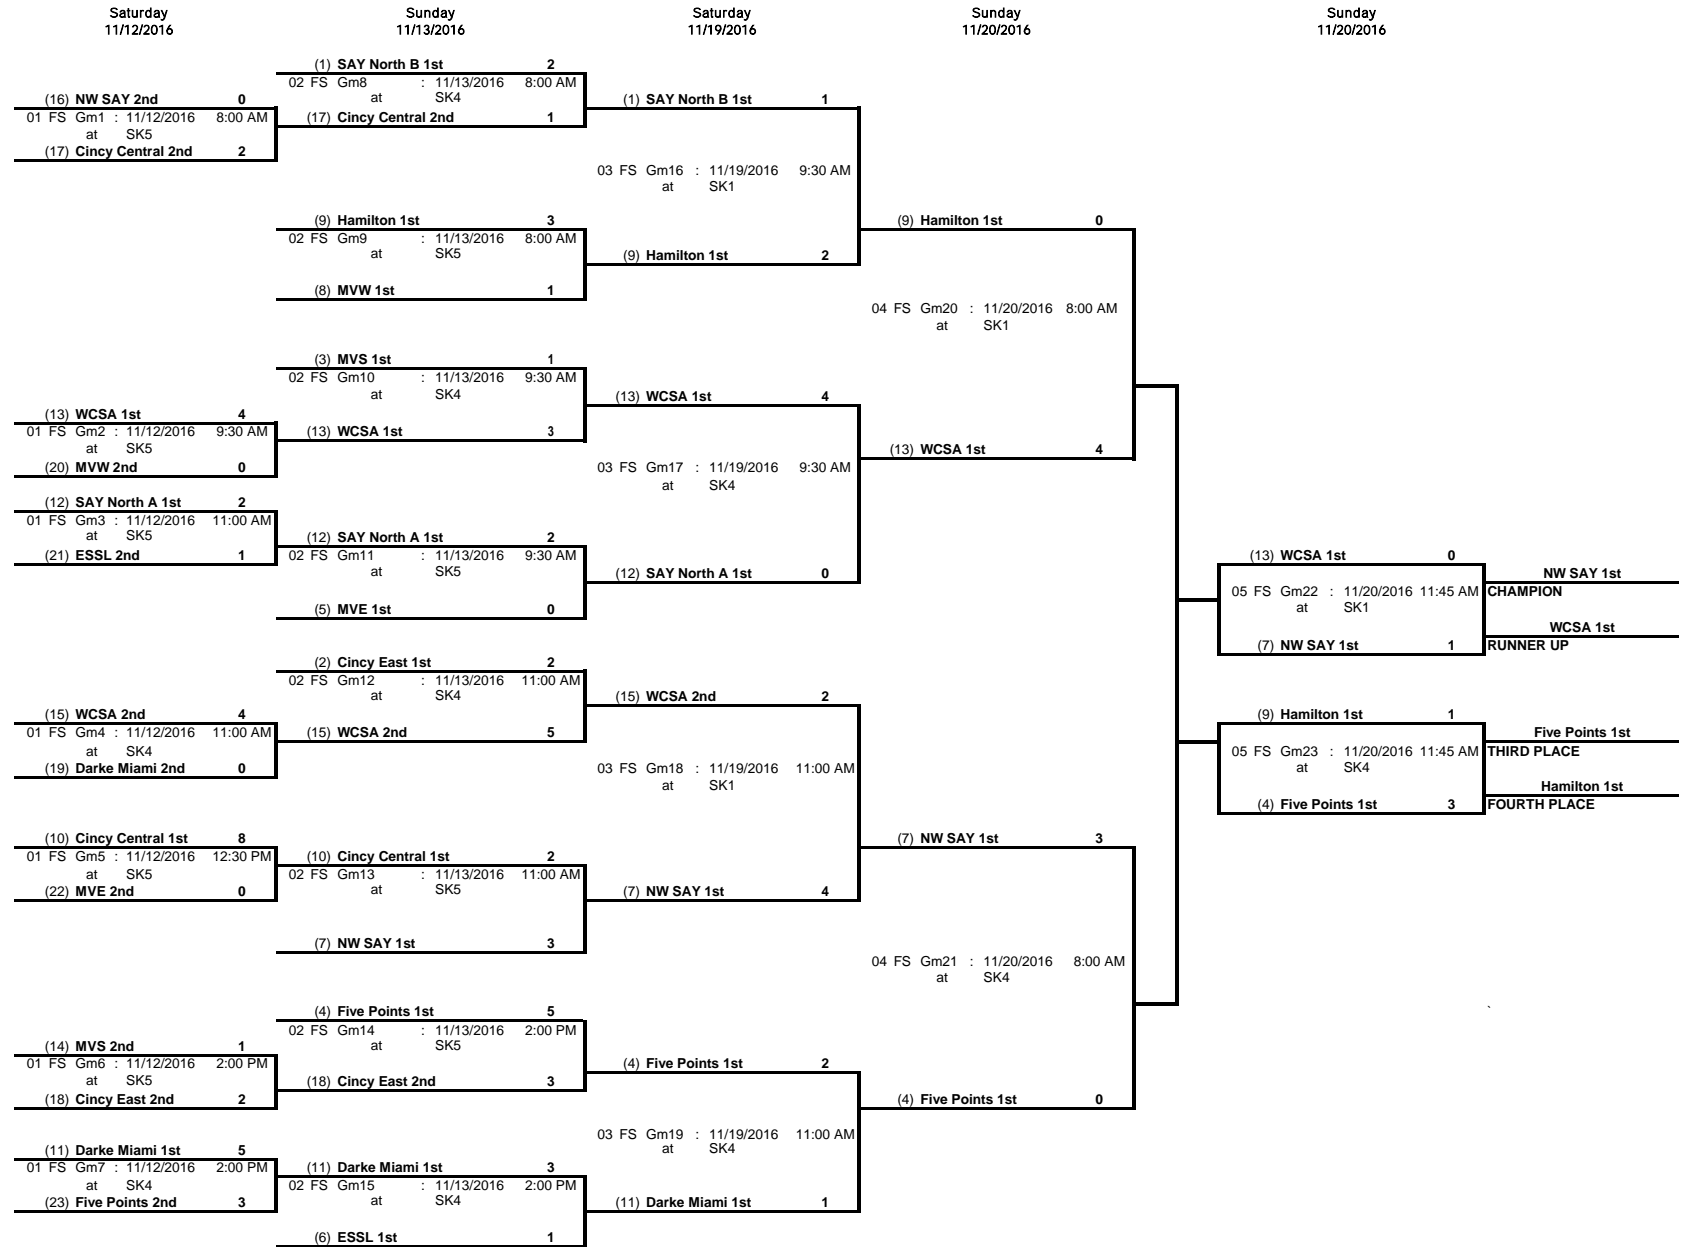 Saturday
11/12/2016
Sunday
11/13/2016
Saturday
11/19/2016
Sunday
11/20/2016
Sunday
11/20/2016
(16) NW SAY 2nd 0
01 FS Gm1 : 11/12/2016 8:00 AM
at SK5
(17) Cincy Central 2nd 2
(13) WCSA 1st 4
01 FS Gm2 : 11/12/2016 9:30 AM
at SK5
(20) MVW 2nd 0
(12) SAY North A 1st 2
01 FS Gm3 : 11/12/2016 11:00 AM
at SK5
(21) ESSL 2nd 1
(15) WCSA 2nd 4
01 FS Gm4 : 11/12/2016 11:00 AM
at SK4
(19) Darke Miami 2nd 0
(10) Cincy Central 1st 8
01 FS Gm5 : 11/12/2016 12:30 PM
at SK5
(22) MVE 2nd 0
(14) MVS 2nd 1
01 FS Gm6 : 11/12/2016 2:00 PM
at SK5
(18) Cincy East 2nd 2
(11) Darke Miami 1st 5
01 FS Gm7 : 11/12/2016 2:00 PM
at SK4
(23) Five Points 2nd 3
(1) SAY North B 1st 2
02 FS Gm8 : 11/13/2016 8:00 AM
at SK4
(17) Cincy Central 2nd 1
(9) Hamilton 1st 3
02 FS Gm9 : 11/13/2016 8:00 AM
at SK5
(8) MVW 1st 1
(3) MVS 1st 1
02 FS Gm10 : 11/13/2016 9:30 AM
at SK4
(13) WCSA 1st 3
(12) SAY North A 1st 2
02 FS Gm11 : 11/13/2016 9:30 AM
at SK5
(5) MVE 1st 0
(2) Cincy East 1st 2
02 FS Gm12 : 11/13/2016 11:00 AM
at SK4
(15) WCSA 2nd 5
(10) Cincy Central 1st 2
02 FS Gm13 : 11/13/2016 11:00 AM
at SK5
(7) NW SAY 1st 3
(4) Five Points 1st 5
02 FS Gm14 : 11/13/2016 2:00 PM
at SK5
(18) Cincy East 2nd 3
(11) Darke Miami 1st 3
02 FS Gm15 : 11/13/2016 2:00 PM
at SK4
(6) ESSL 1st 1
(1) SAY North B 1st 1
03 FS Gm16 : 11/19/2016 9:30 AM
at SK1
(9) Hamilton 1st 2
(13) WCSA 1st 4
03 FS Gm17 : 11/19/2016 9:30 AM
at SK4
(12) SAY North A 1st 0
(15) WCSA 2nd 2
03 FS Gm18 : 11/19/2016 11:00 AM
at SK1
(7) NW SAY 1st 4
(4) Five Points 1st 2
03 FS Gm19 : 11/19/2016 11:00 AM
at SK4
(11) Darke Miami 1st 1
(9) Hamilton 1st 0
04 FS Gm20 : 11/20/2016 8:00 AM
at SK1
(13) WCSA 1st 4
(7) NW SAY 1st 3
04 FS Gm21 : 11/20/2016 8:00 AM
at SK4
(4) Five Points 1st 0
(13) WCSA 1st 0
05 FS Gm22 : 11/20/2016 11:45 AM
at SK1
(7) NW SAY 1st 1
NW SAY 1st
CHAMPION
WCSA 1st
RUNNER UP
(9) Hamilton 1st 1
05 FS Gm23 : 11/20/2016 11:45 AM
at SK4
(4) Five Points 1st 3
Five Points 1st
THIRD PLACE
Hamilton 1st
FOURTH PLACE
`